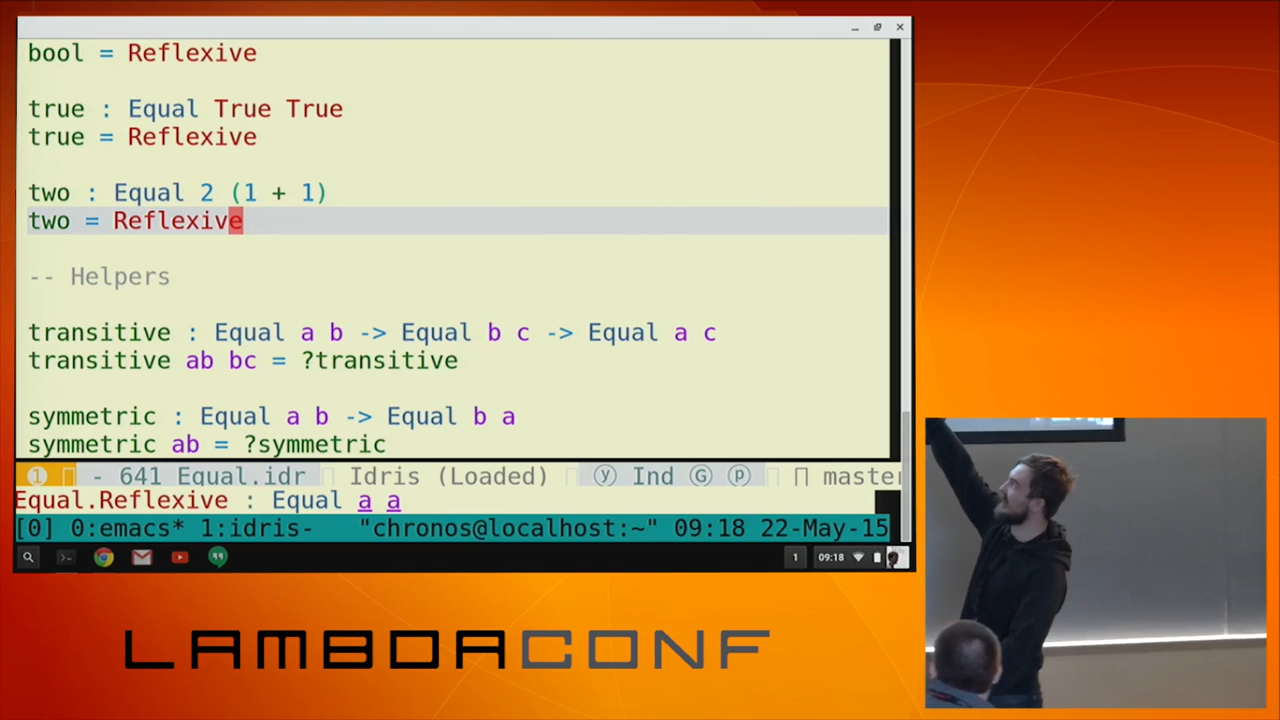 bool = Reflexive
true : Equal True True
true = Reflexive
two : Equal 2 (1 + 1)
two = Reflexive
-- Helpers
transitive : Equal a b -> Equal b c -> Equal a c
transitive ab bc = ?transitive
symmetric : Equal a b -> Equal b a
symmetric ab = ?symmetric
1 - 641 Equal.idr Idris (Loaded) y Ind G p master
Equal.Reflexive : Equal a a
[0] 0:emacs* 1:idris- "chronos@localhost:~" 09:18 22-May-15
1 09:18
LAMBDACONF